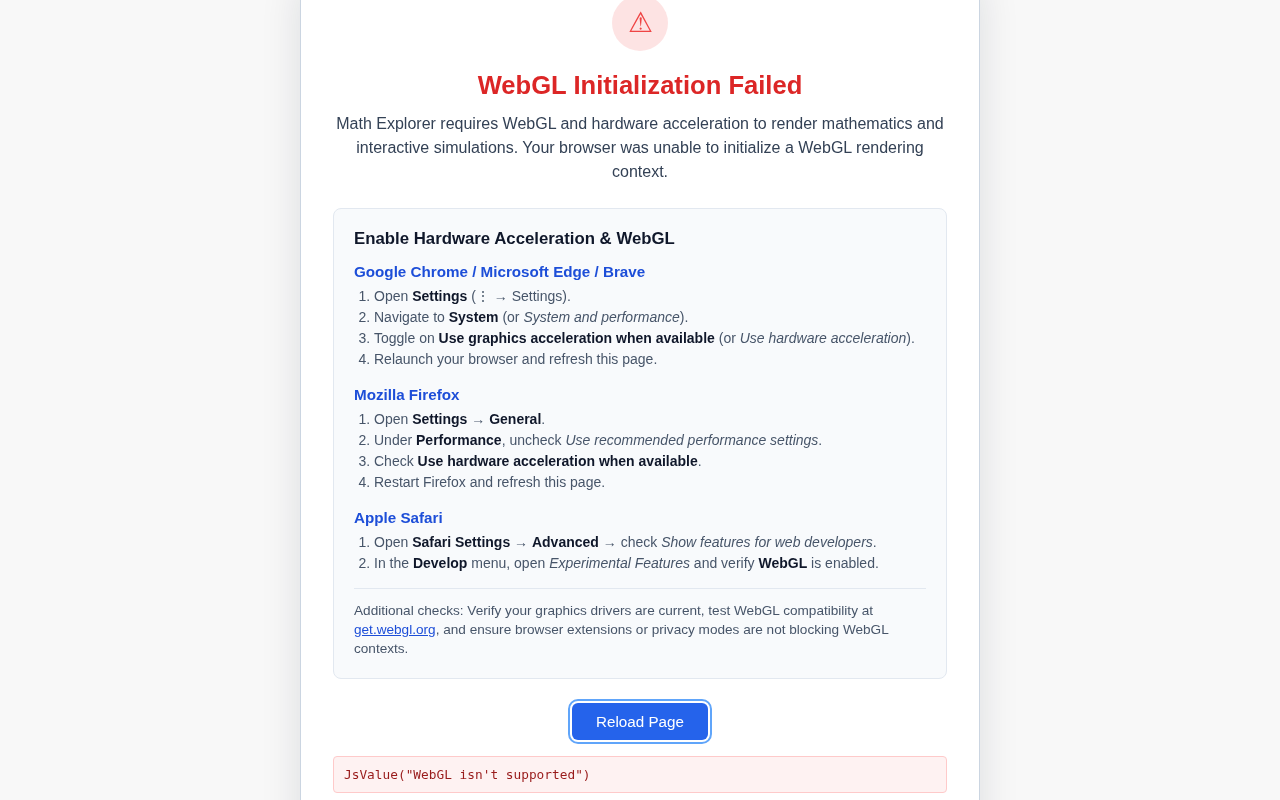 WebGL Initialization Failed
Math Explorer requires WebGL and hardware acceleration to render mathematics and
interactive simulations. Your browser was unable to initialize a WebGL rendering
context.
Enable Hardware Acceleration & WebGL
Google Chrome / Microsoft Edge / Brave
1. Open Settings (⋮ → Settings).
2. Navigate to System (or System and performance).
3. Toggle on Use graphics acceleration when available (or Use hardware acceleration).
4. Relaunch your browser and refresh this page.
Mozilla Firefox
1. Open Settings → General.
2. Under Performance, uncheck Use recommended performance settings.
3. Check Use hardware acceleration when available.
4. Restart Firefox and refresh this page.
Apple Safari
1. Open Safari Settings → Advanced → check Show features for web developers.
2. In the Develop menu, open Experimental Features and verify WebGL is enabled.
Additional checks: Verify your graphics drivers are current, test WebGL compatibility at
get.webgl.org, and ensure browser extensions or privacy modes are not blocking WebGL
contexts.
Reload Page
JsValue("WebGL isn't supported")